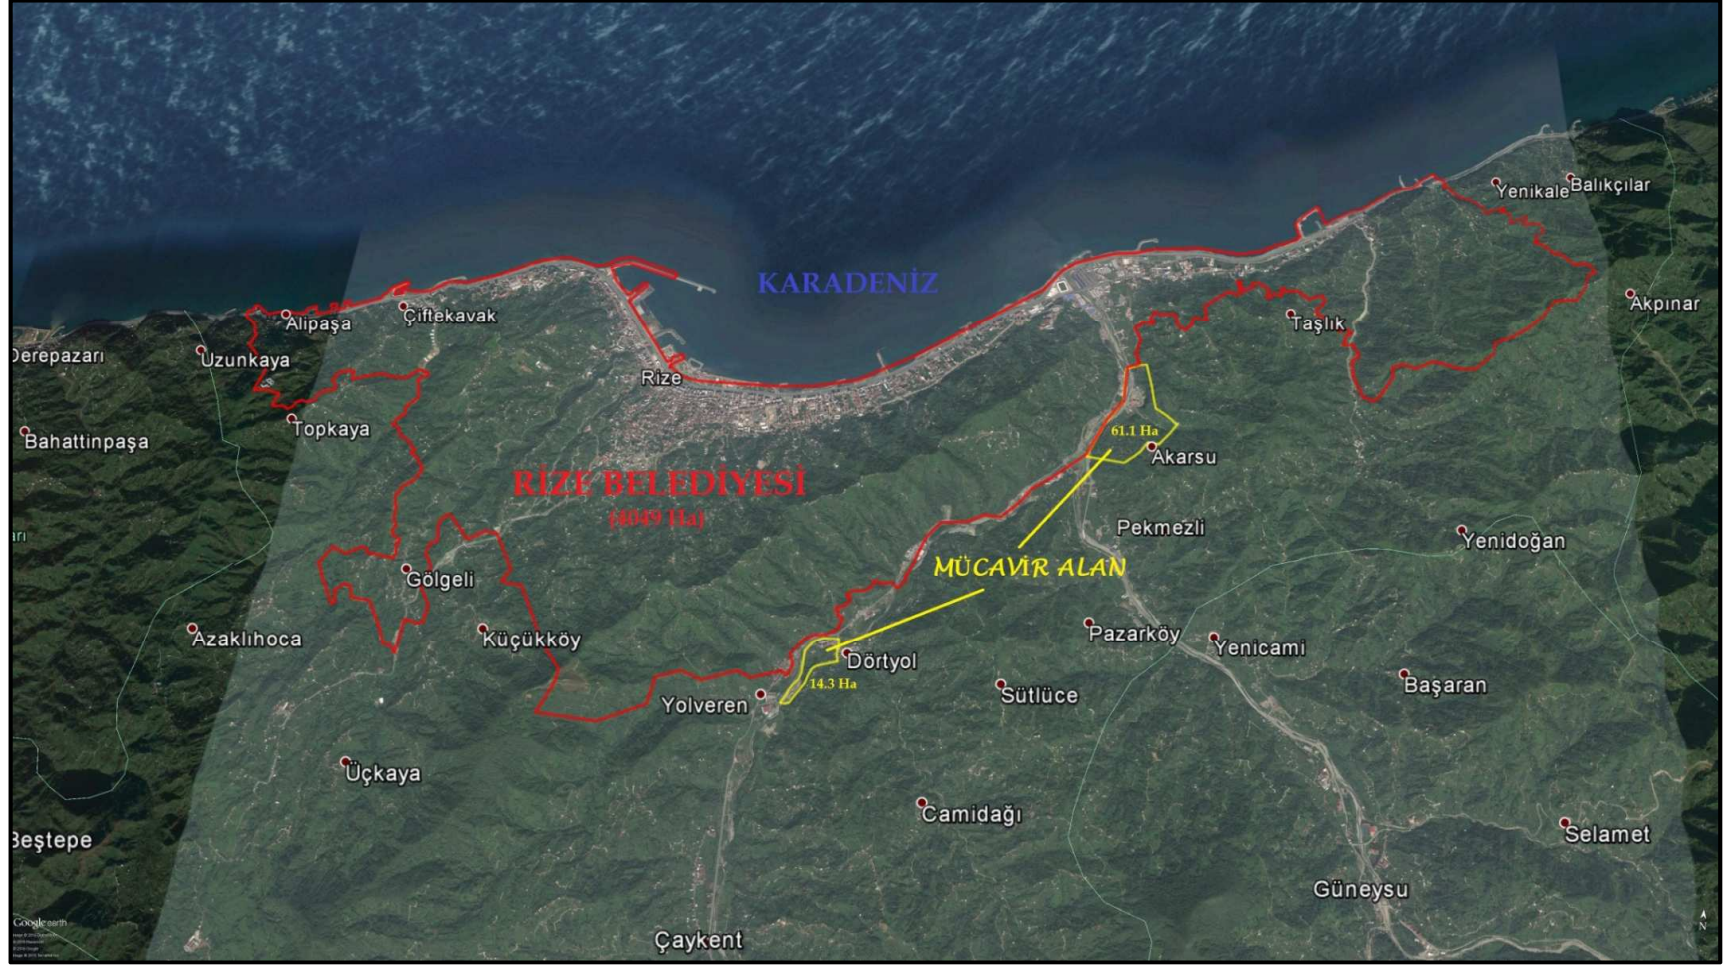 KARADENİZ
Yenikale
Balıkçılar
Akpınar
Alipaşa
Çiftekavak
Taşlık
Derepazarı
Uzunkaya
Rize
Topkaya
Bahattinpaşa
61.1 Ha
Akarsu
RİZE BELEDİYESİ
(4049 Ha)
Pekmezli
Yenidoğan
MÜCAVİR ALAN
Gölgeli
Azaklıhoca
Küçükköy
Pazarköy
Yenicami
Dörtyol
14.3 Ha
Yolveren
Sütlüce
Başaran
Üçkaya
Camidağı
Beştepe
Selamet
Güneysu
Çaykent
Google earth
N